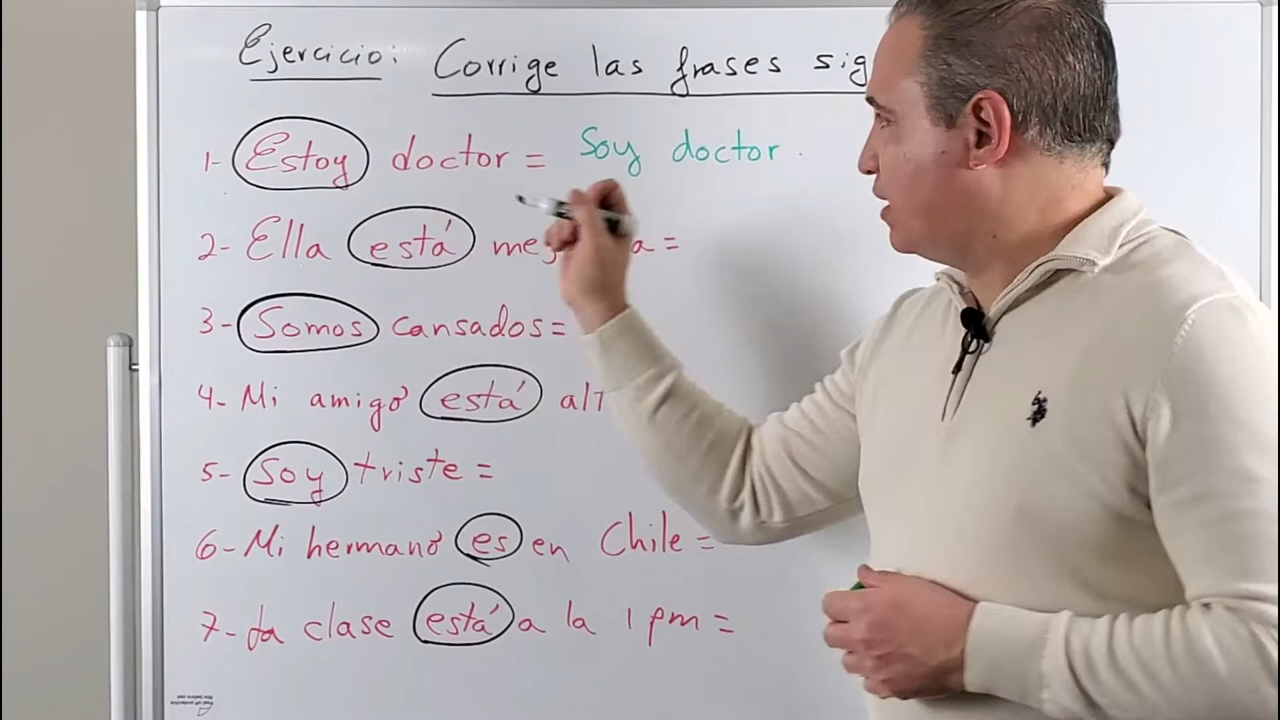 Ejercicio: Corrige las frases sig
1- Estoy doctor = Soy doctor.
2- Ella está =
3- Somos cansados =
4- Mi amigo está
5- Soy triste =
6- Mi hermano es en Chile =
7- La clase está a la 1 pm =